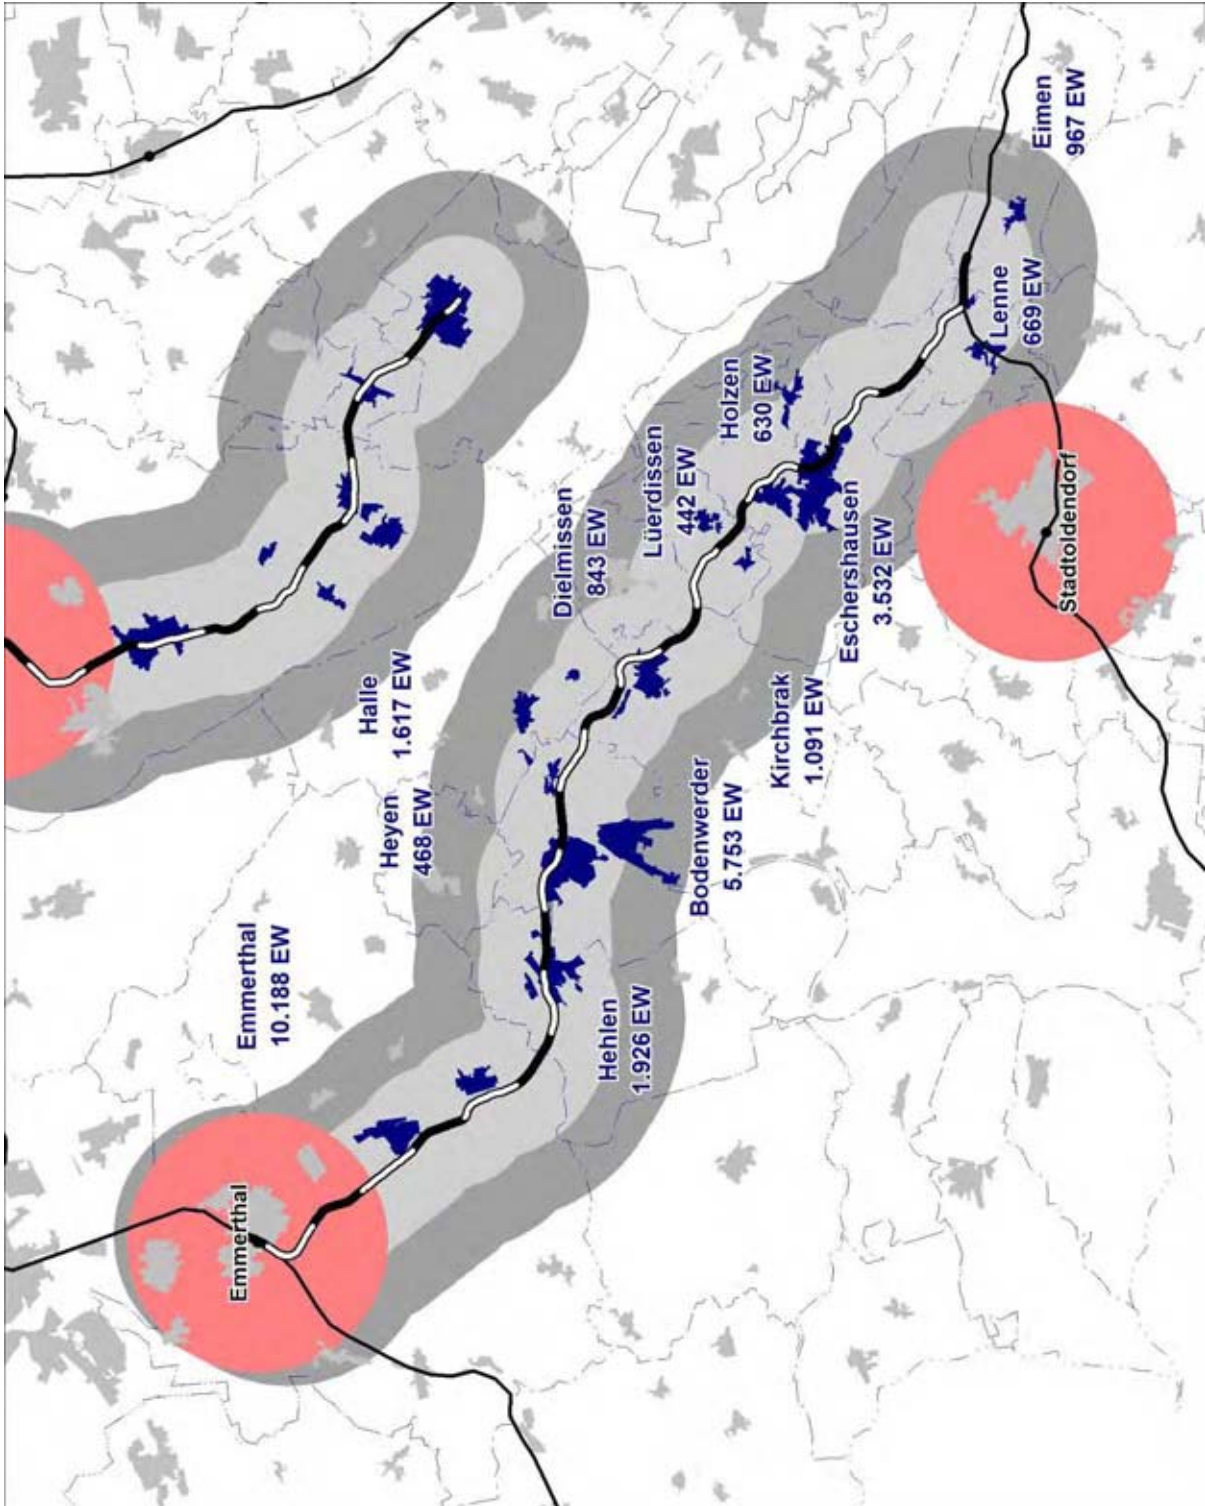 Emmerthal
Emmerthal
10.188 EW
Heyen
468 EW
Halle
1.617 EW
Hehlen
1.926 EW
Bodenwerder
5.753 EW
Dielmissen
843 EW
Kirchbrak
1.091 EW
Lüerdissen
442 EW
Holzen
630 EW
Eschershausen
3.532 EW
Stadtoldendorf
Lenne
669 EW
Eimen
967 EW